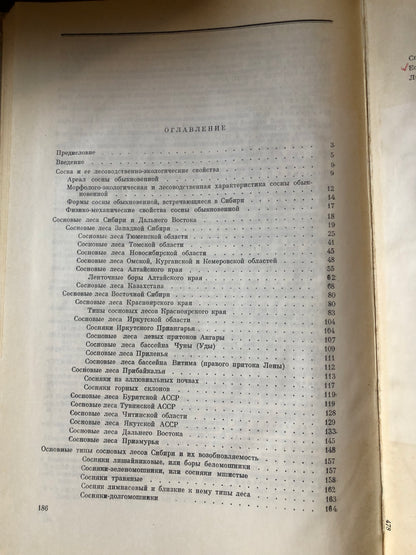 ОГЛАВЛЕНИЕ
Предисловие 3
Введение 5
Сосна и ее лесоводственно-экологические свойства 9
Ареал сосны обыкновенной 9
Морфолого-экологическая и лесоводственная характеристика сосны обык-
новенной 12
Формы сосны обыкновенной, встречающиеся в Сибири 14
Физико-механические свойства сосны обыкновенной 17
Сосновые леса Сибири и Дальнего Востока 18
Сосновые леса Западной Сибири 19
Сосновые леса Тюменской области 25
Сосновые леса Томской области 41
Сосновые леса Новосибирской области 45
Сосновые леса Омской, Курганской и Кемеровской областей 48
Сосновые леса Алтайского края 55
Ленточные боры Алтайского края 62
Сосновые леса Казахстана 68
Сосновые леса Восточной Сибири 80
Сосновые леса Красноярского края 80
Типы сосновых лесов Красноярского края 83
Сосновые леса Иркутской области 104
Сосняки Иркутского Приангарья 104
Сосновые леса левых притоков Ангары 107
Сосновые леса бассейна Чуны (Уды) 109
Сосновые леса Приленья 111
Сосновые леса бассейна Витима (правого притока Лены) 111
Сосновые леса Прибайкалья 112
Сосняки на аллювиальных почвах 113
Сосняки горных склонов 117
Сосновые леса Бурятской АССР 119
Сосновые леса Тувинской АССР 119
Сосновые леса Читинской области 128
Сосновые леса Якутской АССР 129
Сосновые леса Дальнего Востока 133
Сосновые леса Приамурья 145
Основные типы сосновых лесов Сибири и их возобновляемость 148
Сосняки лишайниковые, или боры беломошники 157
Сосняки-зеленомошники, или сосняки мшистые 157
Сосняки травяные 158
Сосняк лимнасовый и близкие к нему типы леса 162
Сосняки-долгомошники 163
186 164